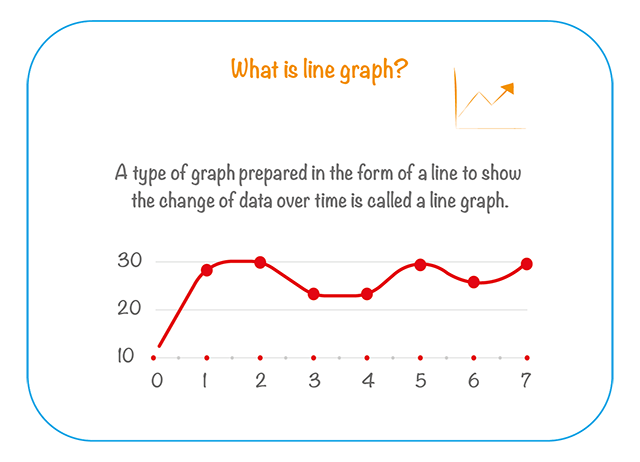 What is line graph?
A type of graph prepared in the form of a line to show
the change of data over time is called a line graph.
30
20
10
0 1 2 3 4 5 6 7